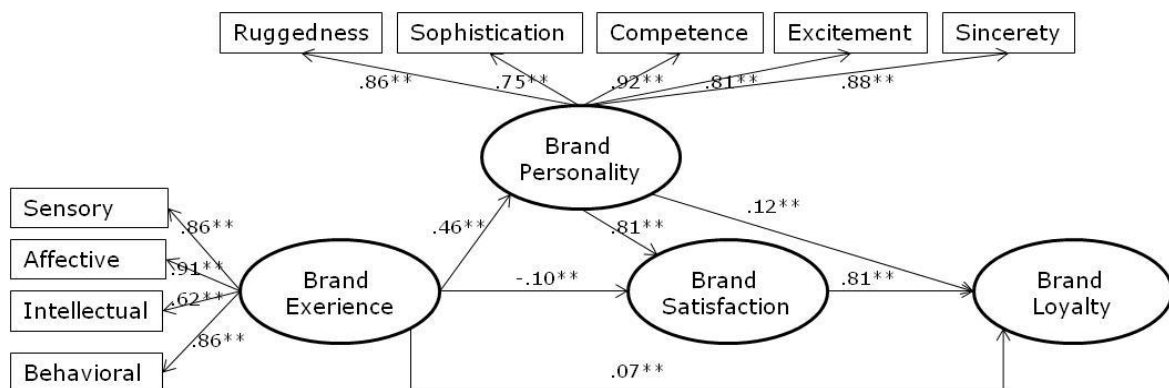 Ruggedness
Sophistication
Competence
Excitement
Sincerety
.86**
.75**
.92**
.81**
.88**
Brand
Personality
Sensory
Affective
Intellectual
Behavioral
.86**
.91**
.62**
.86**
Brand
Exerience
.46**
.81**
.12**
-.10**
Brand
Satisfaction
.81**
Brand
Loyalty
.07**